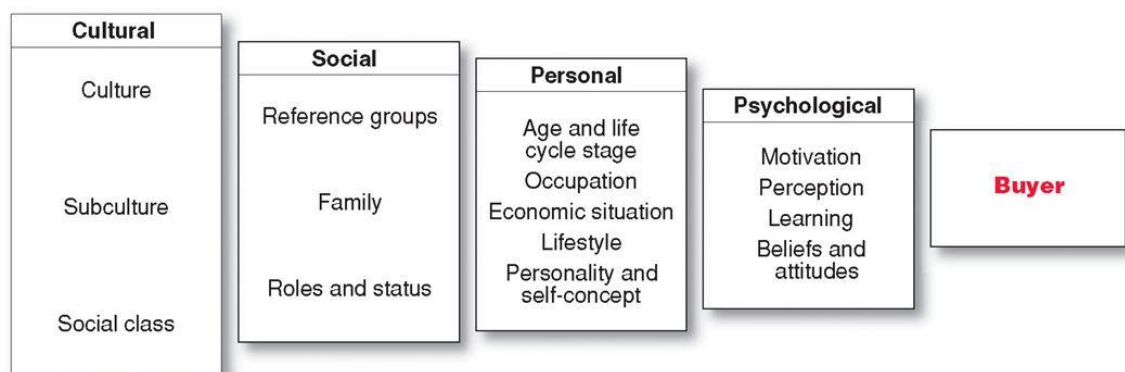 Cultural
Culture
Subculture
Social class
Social
Reference groups
Family
Roles and status
Personal
Age and life
cycle stage
Occupation
Economic situation
Lifestyle
Personality and
self-concept
Psychological
Motivation
Perception
Learning
Beliefs and
attitudes
Buyer